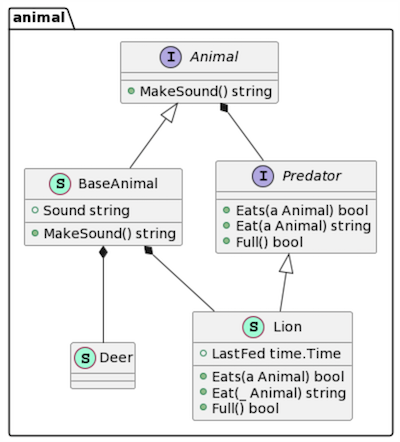 animal
I Animal
MakeSound() string
S BaseAnimal
Sound string
MakeSound() string
I Predator
Eats(a Animal) bool
Eat(a Animal) string
Full() bool
S Deer
S Lion
LastFed time.Time
Eats(a Animal) bool
Eat(_ Animal) string
Full() bool